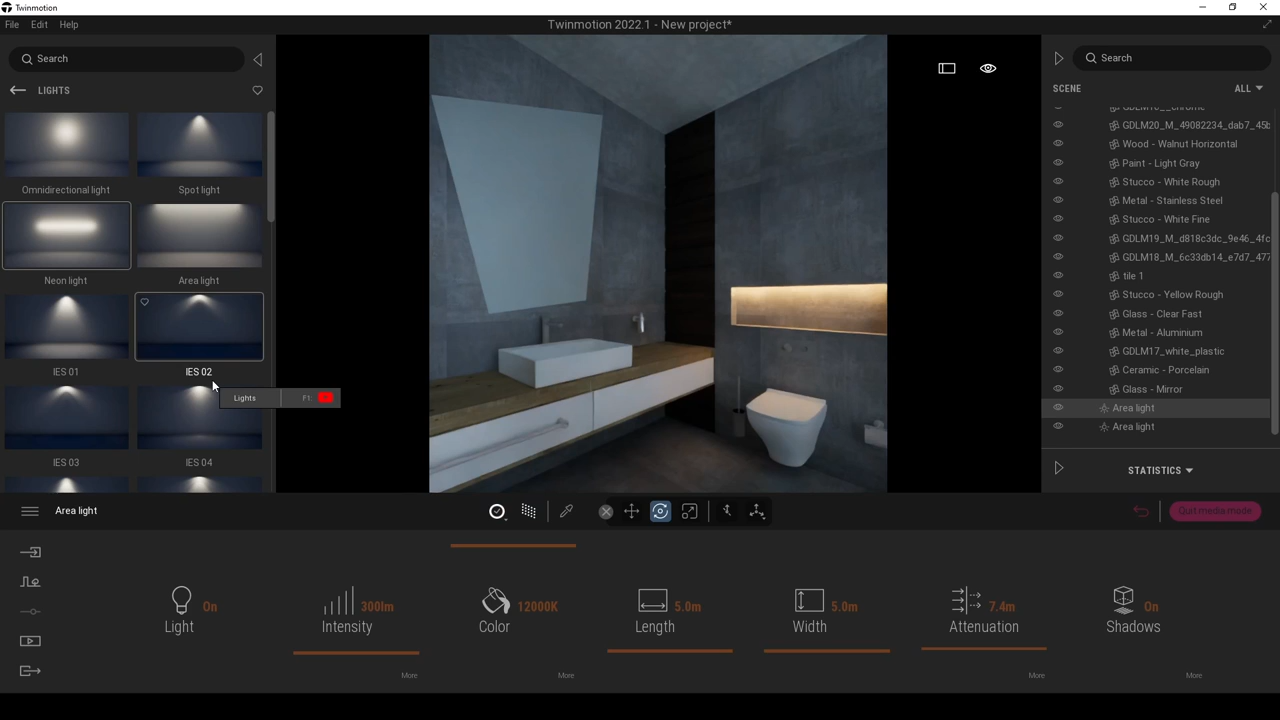 Twinmotion
File Edit Help
Twinmotion 2022.1 - New project*
Search
LIGHTS
Omnidirectional light
Spot light
Neon light
Area light
IES 01
IES 02
Lights F1:
IES 03
IES 04
Search
SCENE ALL
GDLM20_M_49082234_dab7_45b
Wood - Walnut Horizontal
Paint - Light Gray
Stucco - White Rough
Metal - Stainless Steel
Stucco - White Fine
GDLM19_M_d818c3dc_9e46_4fc
GDLM18_M_6c33db14_e7d7_477
tile 1
Stucco - Yellow Rough
Glass - Clear Fast
Metal - Aluminium
GDLM17_white_plastic
Ceramic - Porcelain
Glass - Mirror
Area light
Area light
STATISTICS
Area light
Quit media mode
On
Light
300lm
Intensity
More
12000K
Color
More
5.0m
Length
5.0m
Width
7.4m
Attenuation
More
On
Shadows
More